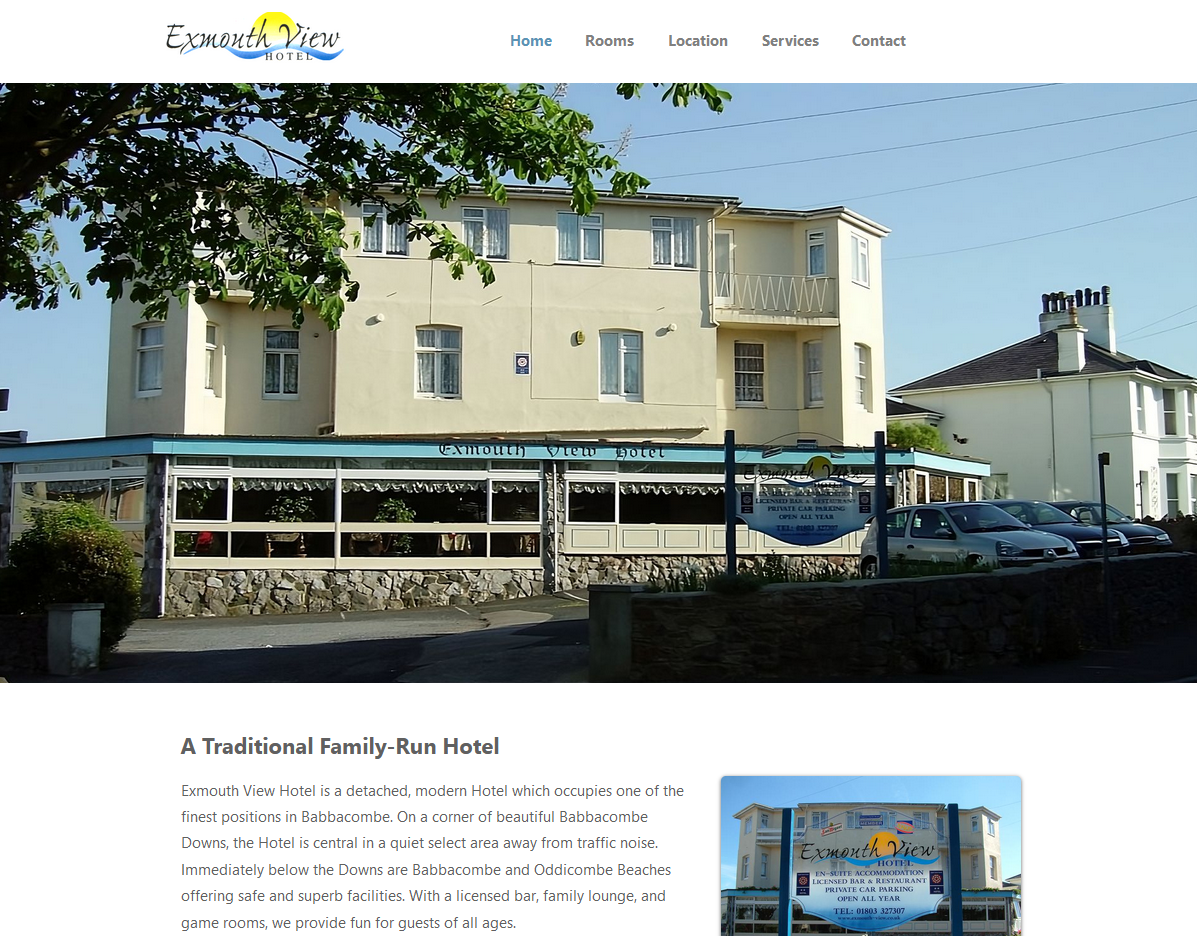 Exmouth View
HOTEL
Home
Rooms
Location
Services
Contact
Exmouth View Hotel
Exmouth View
HOTEL
EN-SUITE ACCOMMODATION
LICENSED BAR & RESTAURANT
PRIVATE CAR PARKING
OPEN ALL YEAR
TEL: 01803 327307
A Traditional Family-Run Hotel
Exmouth View Hotel is a detached, modern Hotel which occupies one of the
finest positions in Babbacombe. On a corner of beautiful Babbacombe
Downs, the Hotel is central in a quiet select area away from traffic noise.
Immediately below the Downs are Babbacombe and Oddicombe Beaches
offering safe and superb facilities. With a licensed bar, family lounge, and
game rooms, we provide fun for guests of all ages.
Exmouth View
HOTEL
EN-SUITE ACCOMMODATION
LICENSED BAR & RESTAURANT
PRIVATE CAR PARKING
OPEN ALL YEAR
TEL: 01803 327307